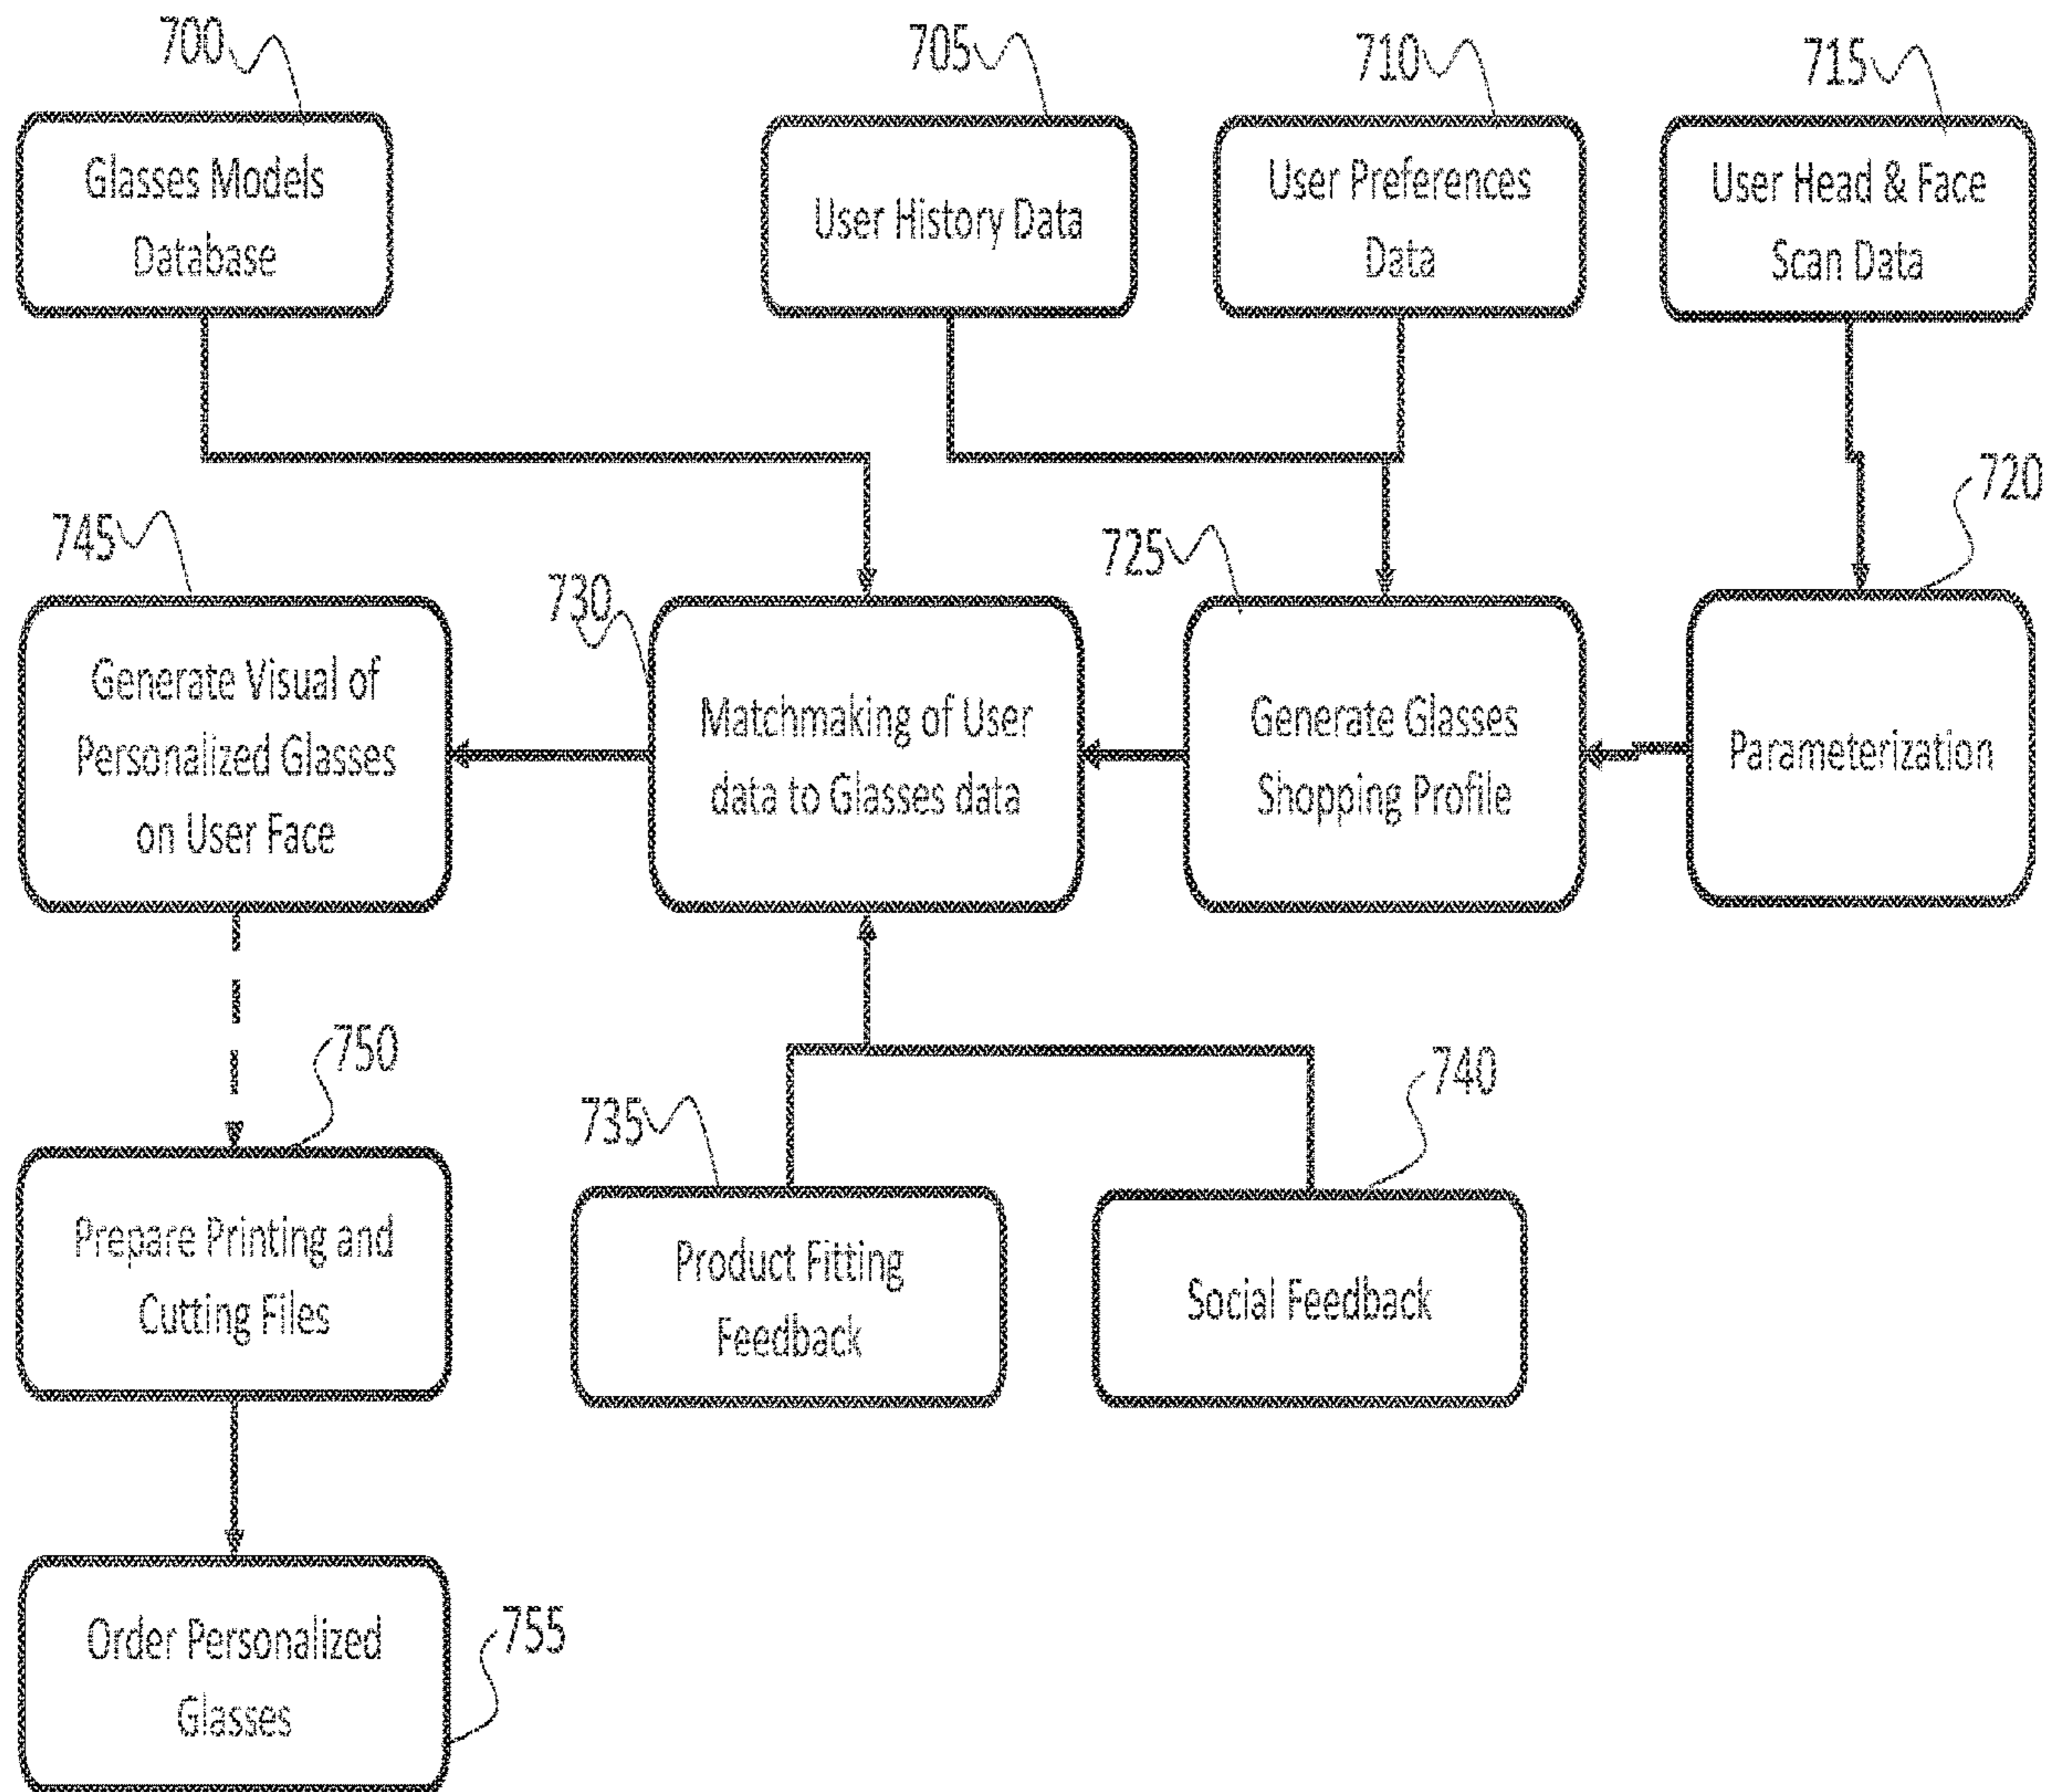 700
705
710
715
Glasses Models
Database
User History Data
User Preferences
Data
User Head & Face
Scan Data
720
745
730
725
Generate Visual of
Personalized Glasses
on User Face
Matchmaking of User
data to Glasses data
Generate Glasses
Shopping Profile
Parameterization
750
735
740
Prepare Printing and
Cutting Files
Product Fitting
Feedback
Social Feedback
Order Personalized
Glasses
755